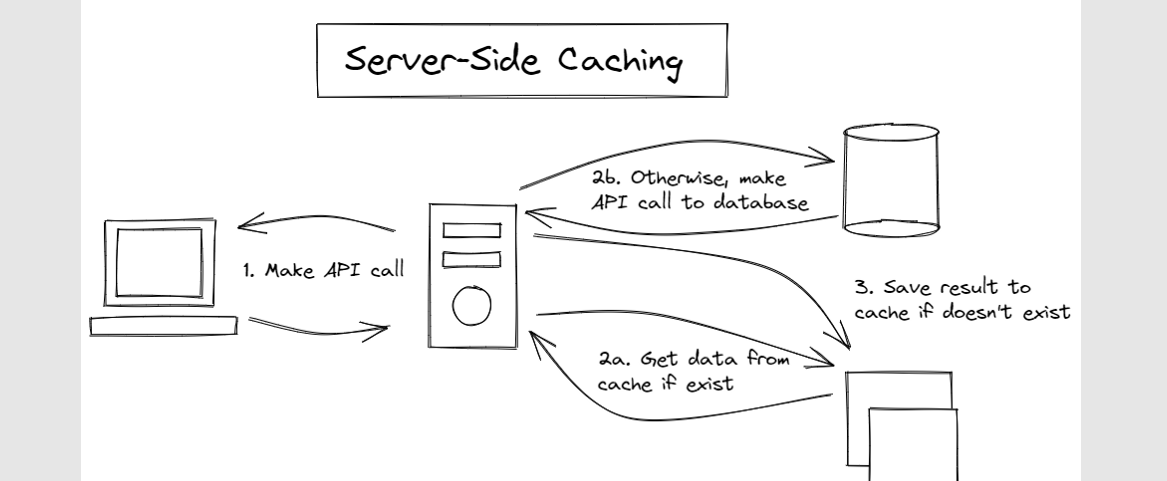 Server-Side Caching
2b. Otherwise, make
API call to database
1. Make API call
3. Save result to
cache if doesn't exist
2a. Get data from
cache if exist